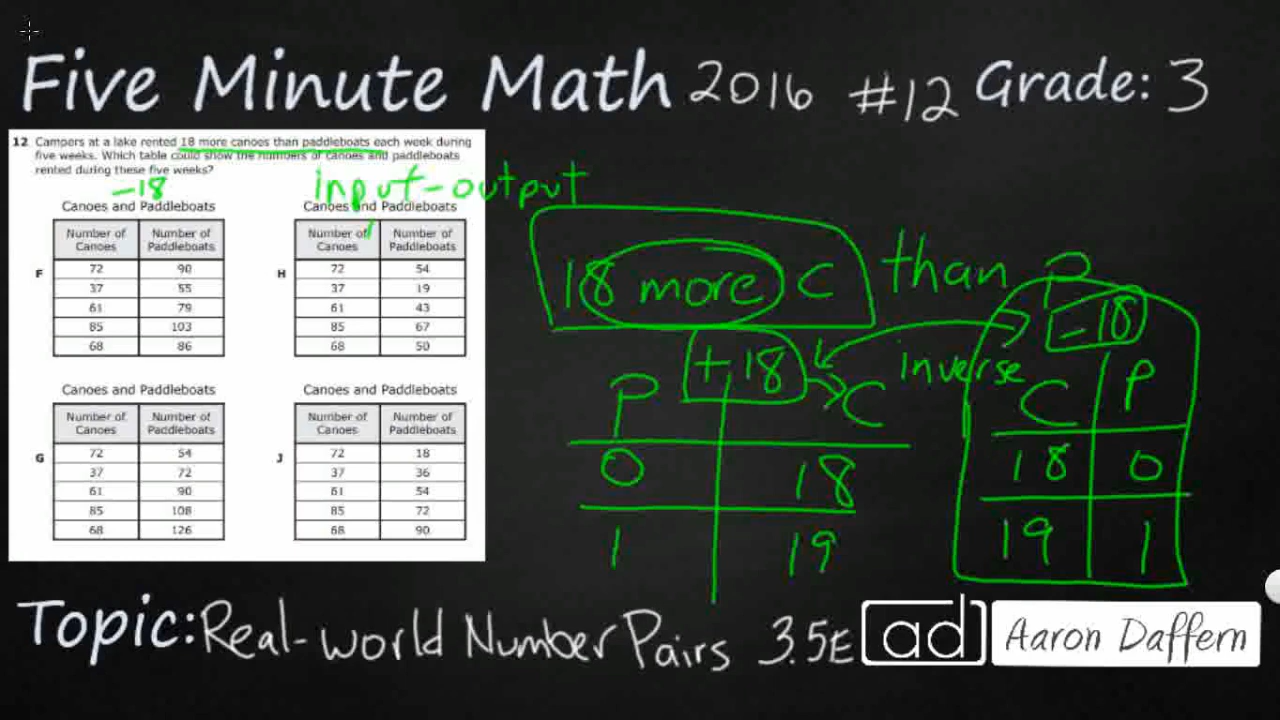 Five Minute Math 2016 #12 Grade: 3
12 Campers at a lake rented 18 more canoes than paddleboats each week during
five weeks. Which table could show the numbers of canoes and paddleboats
rented during these five weeks?
-18
input-output
Canoes and Paddleboats
Number of Canoes Number of Paddleboats
F
72 90
37 55
61 79
85 103
68 86
Canoes and Paddleboats
Number of Canoes Number of Paddleboats
H
72 54
37 19
61 43
85 67
68 50
Canoes and Paddleboats
Number of Canoes Number of Paddleboats
G
72 54
37 72
61 90
85 108
68 126
Canoes and Paddleboats
Number of Canoes Number of Paddleboats
J
72 18
37 36
61 54
85 72
68 90
18 more C than P
+18 inverse -18
P C
0 18
1 19
C P
18 0
19 1
Topic: Real-world Number Pairs 3.5E ad Aaron Daffern